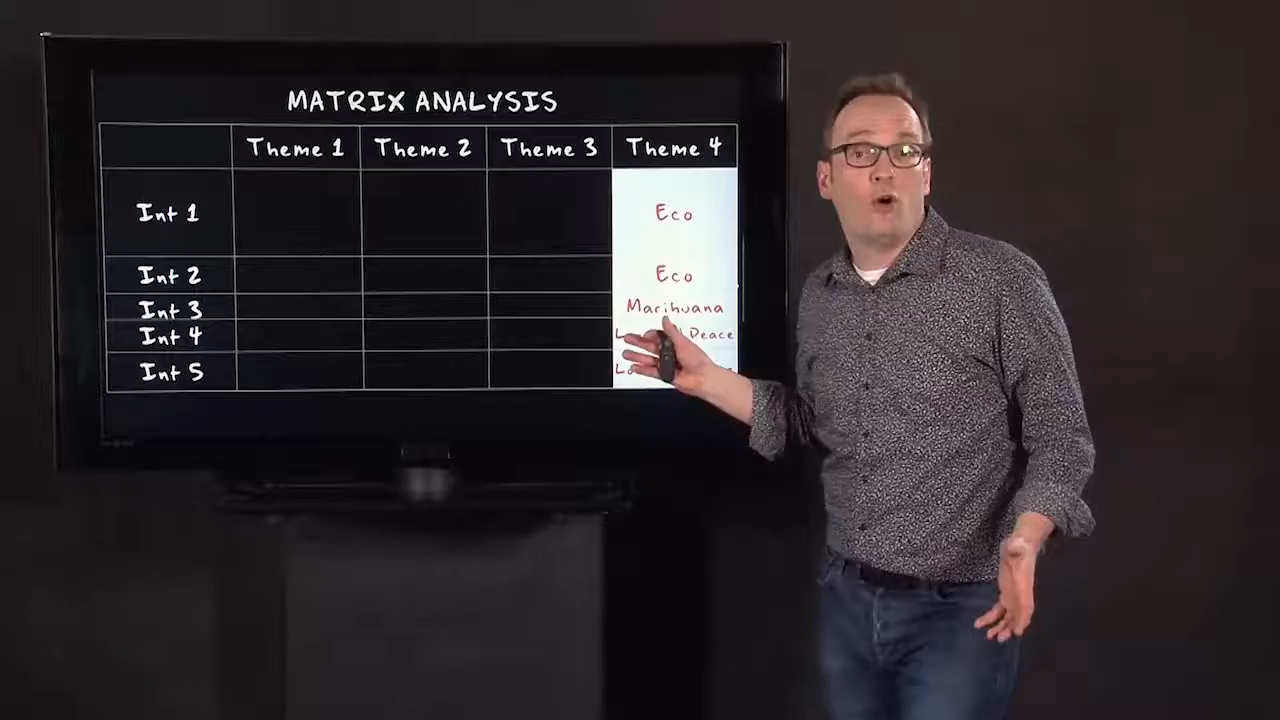 MATRIX ANALYSIS
Theme 1 Theme 2 Theme 3 Theme 4
Int 1 Eco
Int 2 Eco
Int 3 Marihuana
Int 4 Peace
Int 5